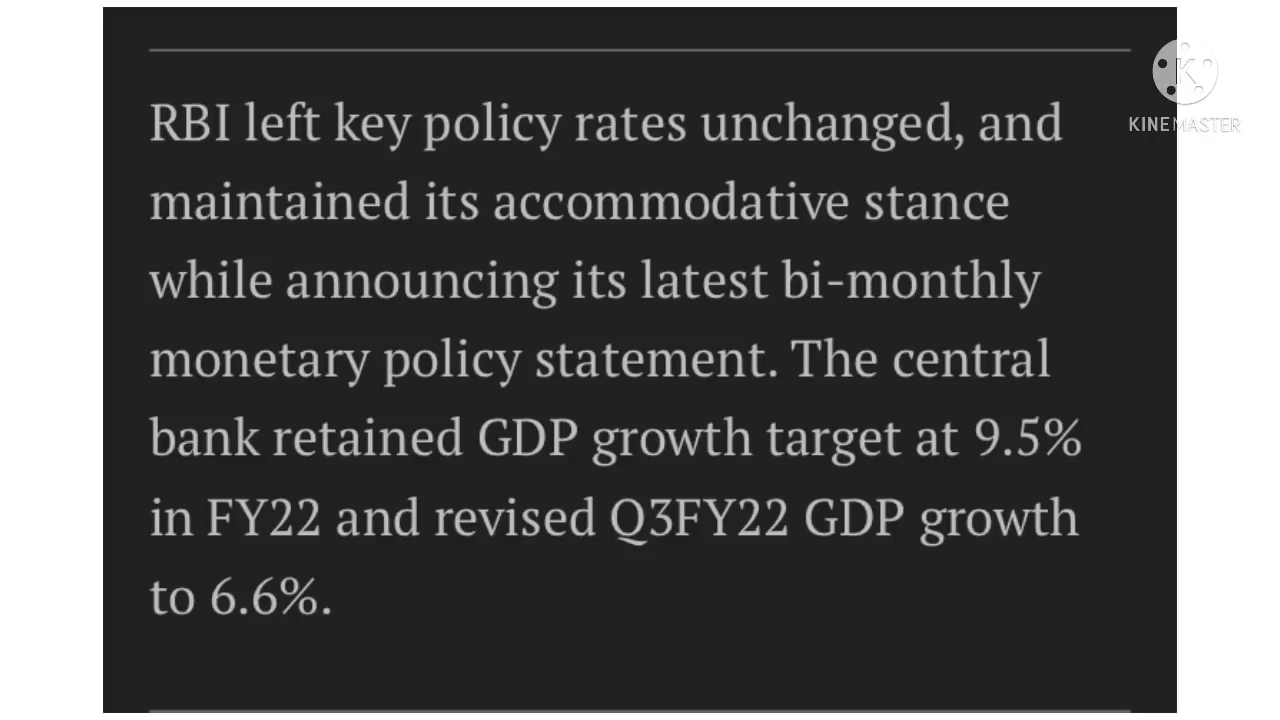 RBI left key policy rates unchanged, and
maintained its accommodative stance
while announcing its latest bi-monthly
monetary policy statement. The central
bank retained GDP growth target at 9.5%
in FY22 and revised Q3FY22 GDP growth
to 6.6%.
K
KINEMASTER